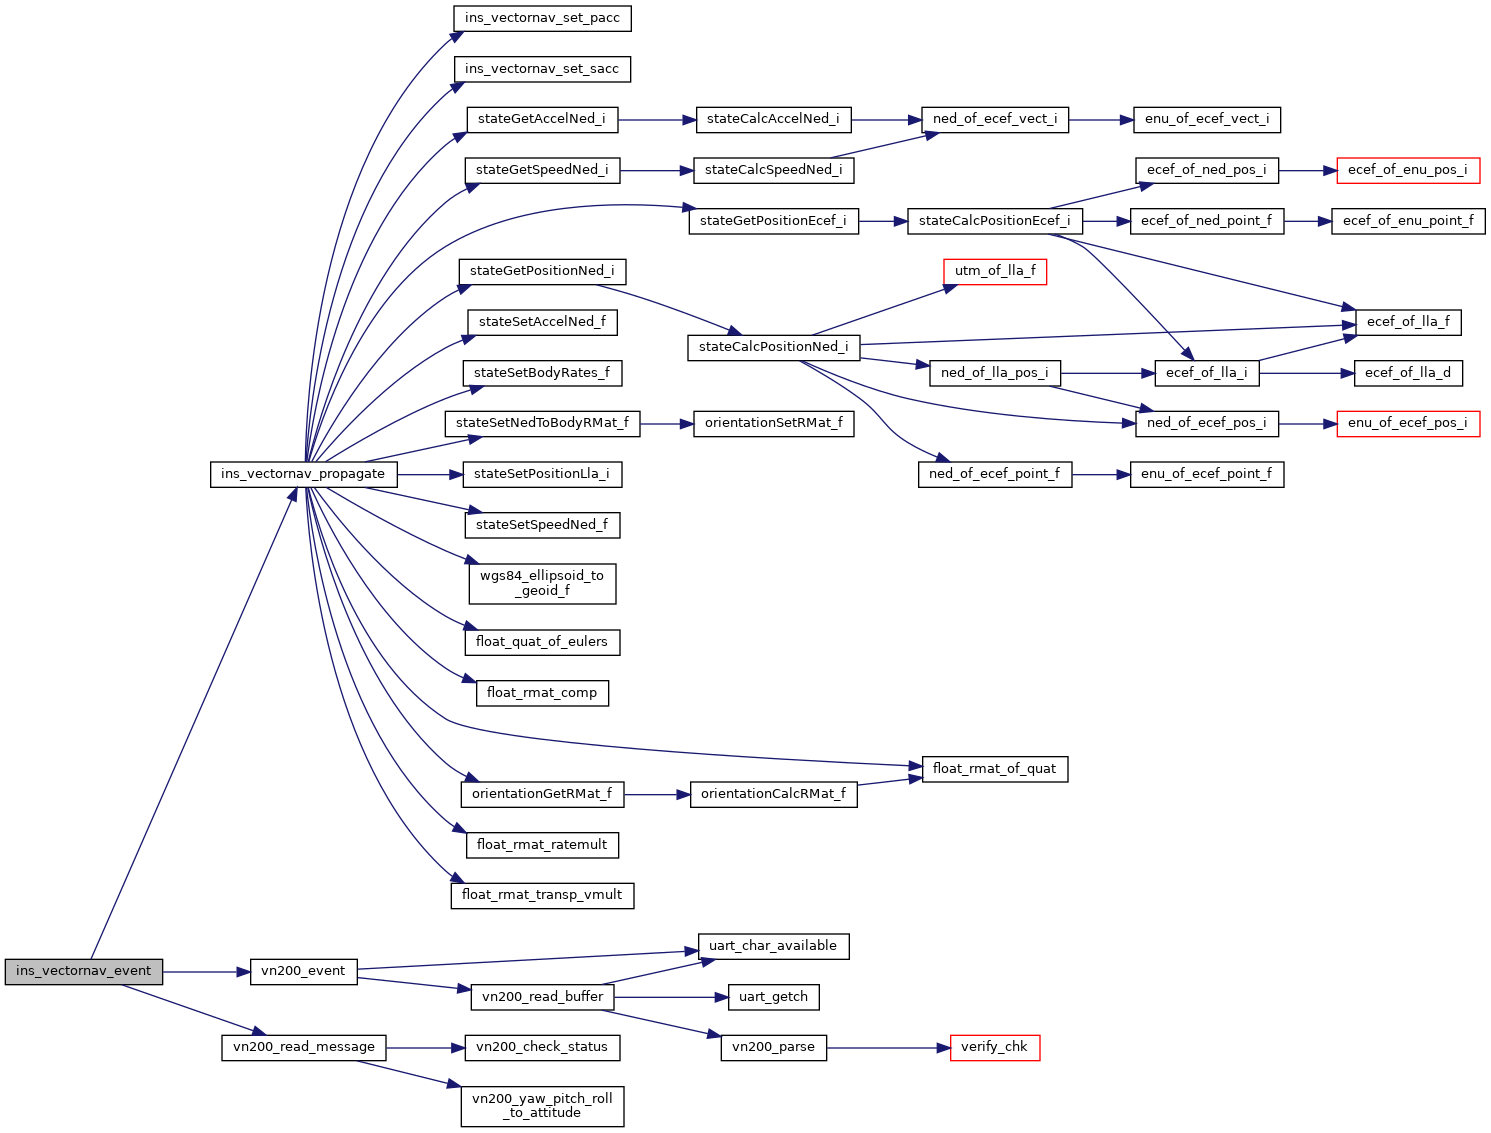 ins_vectornav_set_pacc
ins_vectornav_set_sacc
stateGetAccelNed_i
stateCalcAccelNed_i
ned_of_ecef_vect_i
enu_of_ecef_vect_i
stateGetSpeedNed_i
stateCalcSpeedNed_i
ecef_of_ned_pos_i
ecef_of_enu_pos_i
stateGetPositionEcef_i
stateCalcPositionEcef_i
ecef_of_ned_point_f
ecef_of_enu_point_f
stateGetPositionNed_i
utm_of_lla_f
stateSetAccelNed_f
ecef_of_lla_f
stateCalcPositionNed_i
stateSetBodyRates_f
ned_of_lla_pos_i
ecef_of_lla_i
ecef_of_lla_d
stateSetNedToBodyRMat_f
orientationSetRMat_f
ned_of_ecef_pos_i
enu_of_ecef_pos_i
ins_vectornav_propagate
stateSetPositionLla_i
ned_of_ecef_point_f
enu_of_ecef_point_f
stateSetSpeedNed_f
wgs84_ellipsoid_to
_geoid_f
float_quat_of_eulers
float_rmat_comp
float_rmat_of_quat
orientationGetRMat_f
orientationCalcRMat_f
float_rmat_ratemult
float_rmat_transp_vmult
uart_char_available
ins_vectornav_event
vn200_event
vn200_read_buffer
uart_getch
vn200_read_message
vn200_check_status
vn200_parse
verify_chk
vn200_yaw_pitch_roll
_to_attitude